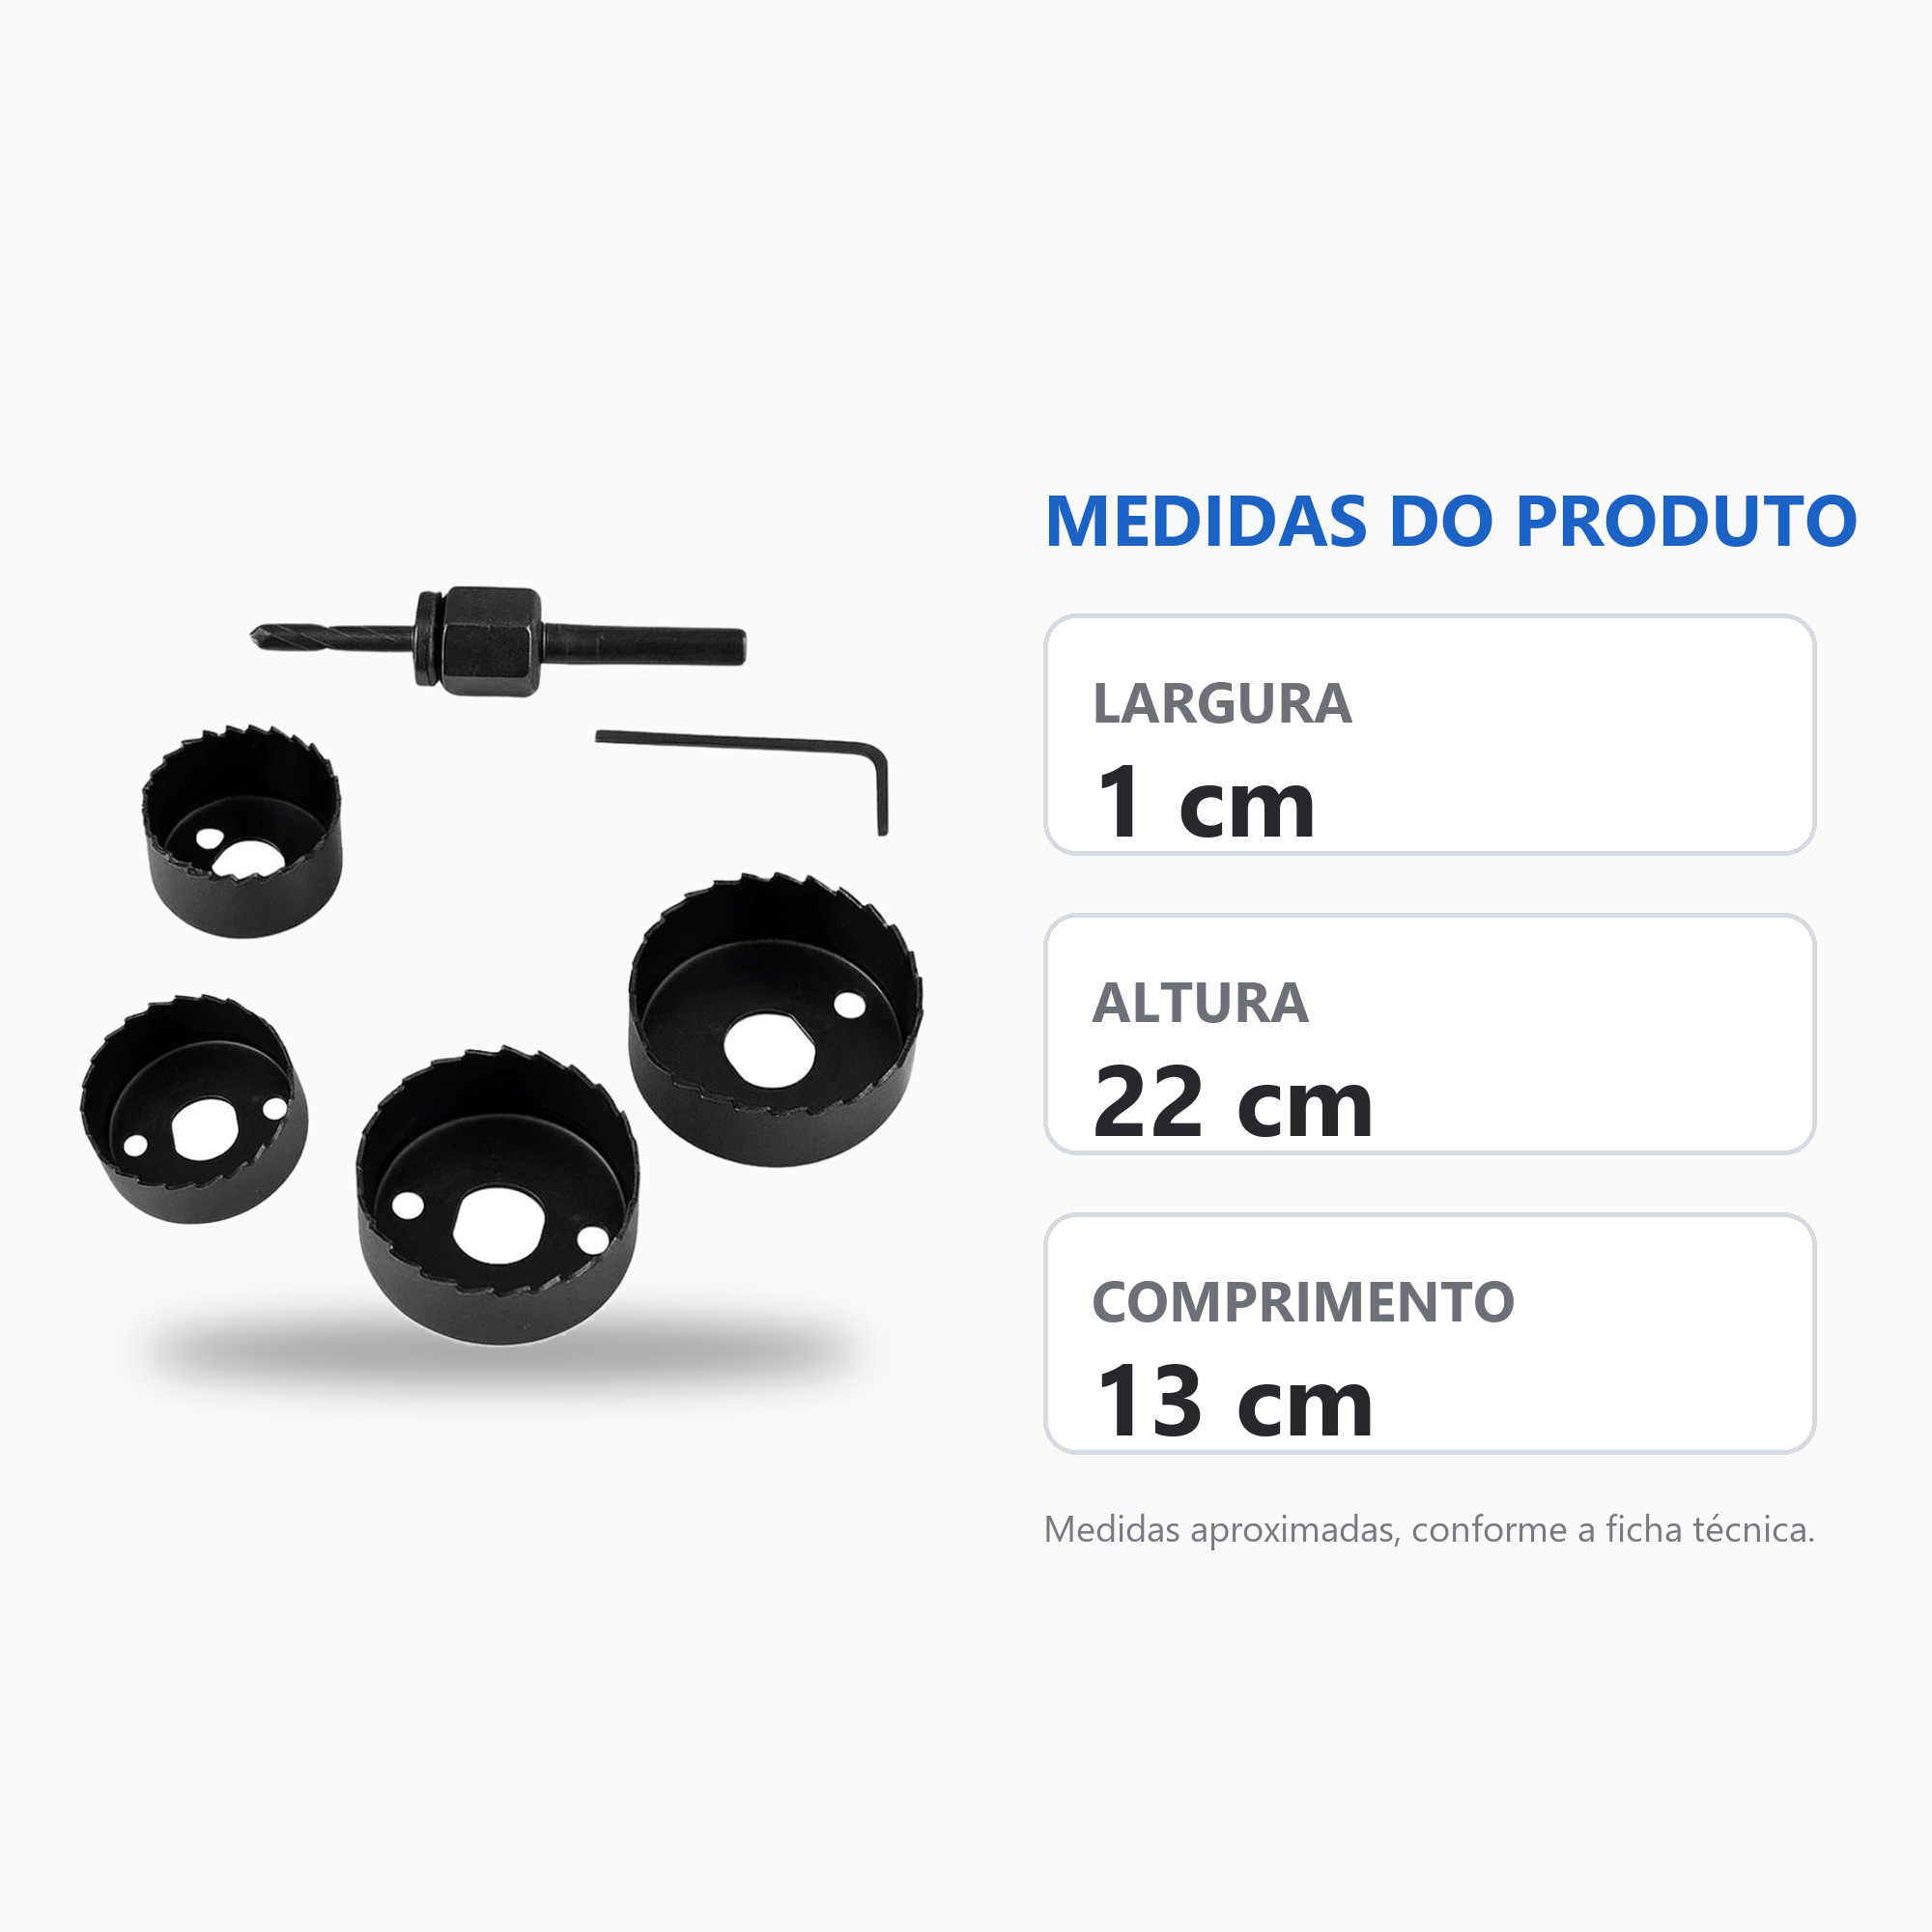 MEDIDAS DO PRODUTO
LARGURA
1 cm
ALTURA
22 cm
COMPRIMENTO
13 cm
Medidas aproximadas, conforme a ficha técnica.